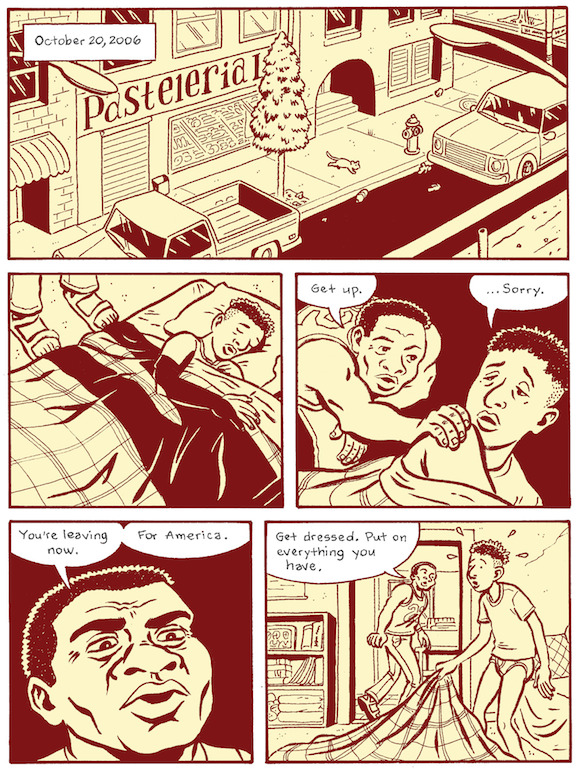 October 20, 2006
Pasteleria
Get up.
...Sorry.
You're leaving
now.
For America.
Get dressed. Put on
everything you
have.